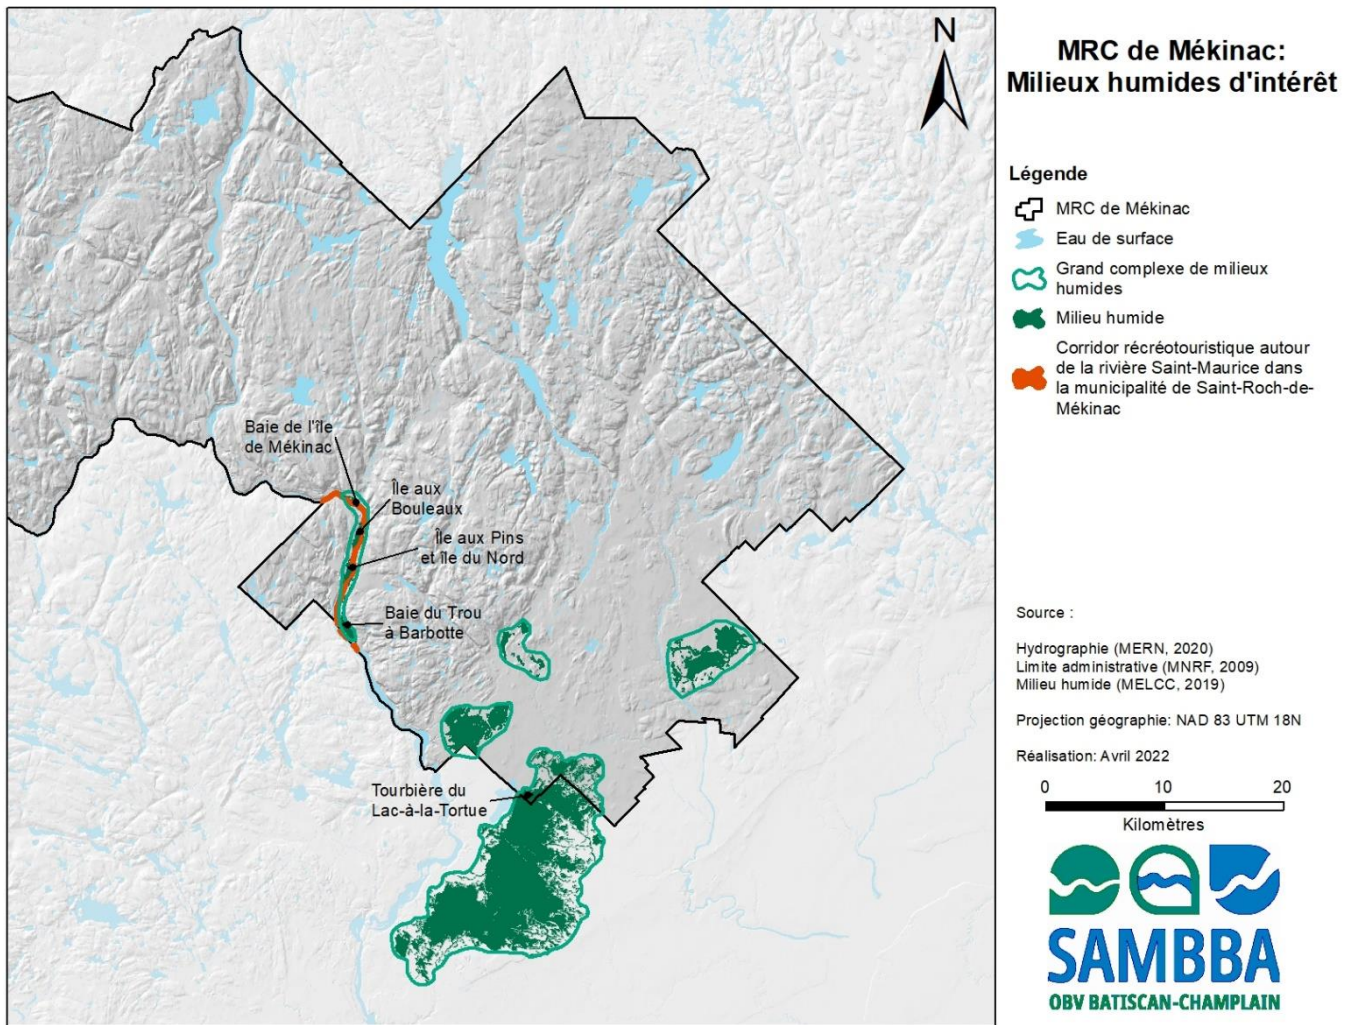 N
MRC de Mékinac:
Milieux humides d'intérêt
Légende
MRC de Mékinac
Eau de surface
Grand complexe de milieux
humides
Milieu humide
Corridor récréotouristique autour
de la rivière Saint-Maurice dans
la municipalité de Saint-Roch-de-
Mékinac
Baie de l'île
de Mékinac
Île aux
Bouleaux
Île aux Pins
et île du Nord
Baie du Trou
à Barbotte
Tourbière du
Lac-à-la-Tortue
Source :
Hydrographie (MERN, 2020)
Limite administrative (MNRF, 2009)
Milieu humide (MELCC, 2019)
Projection géographie: NAD 83 UTM 18N
Réalisation: Avril 2022
0 10 20
Kilomètres
SAMBBA
OBV BATISCAN-CHAMPLAIN